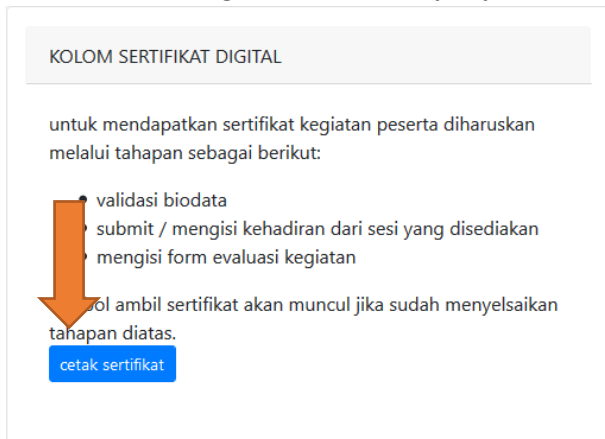 KOLOM SERTIFIKAT DIGITAL
untuk mendapatkan sertifikat kegiatan peserta diharuskan
melalui tahapan sebagai berikut:
validasi biodata
submit / mengisi kehadiran dari sesi yang disediakan
mengisi form evaluasi kegiatan
ol ambil sertifikat akan muncul jika sudah menyelsaikan
tahapan diatas.
cetak sertifikat